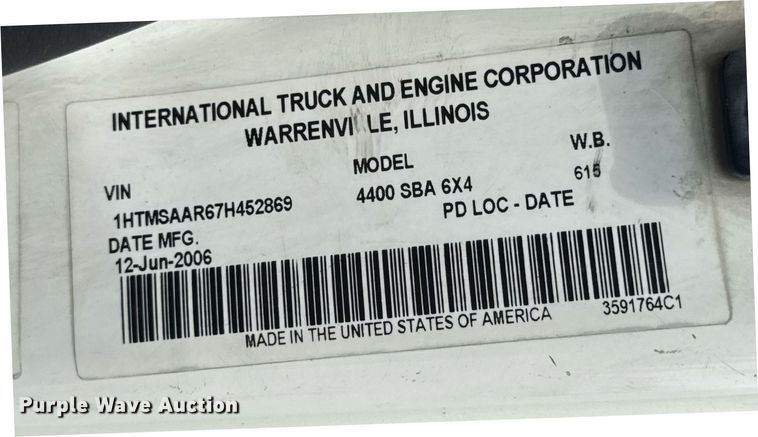 INTERNATIONAL TRUCK AND ENGINE CORPORATION
WARRENVI LE, ILLINOIS
VIN MODEL W.B.
1HTMSAAR67H452869 4400 SBA 6X4 615
DATE MFG. PD LOC - DATE
12-Jun-2006
MADE IN THE UNITED STATES OF AMERICA 3591764C1
Purple Wave Auction